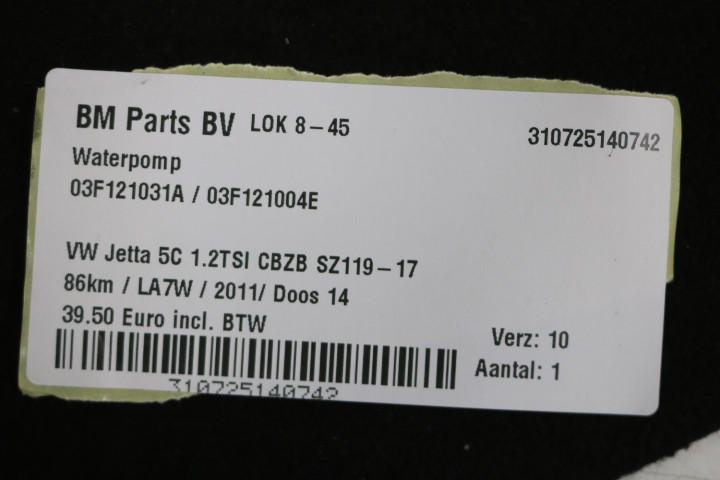 BM Parts BV LOK 8-45
310725140742
Waterpomp
03F121031A / 03F121004E
VW Jetta 5C 1.2TSI CBZB SZ119-17
86km / LA7W / 2011/ Doos 14
39.50 Euro incl. BTW
Verz: 10
Aantal: 1
310725140742